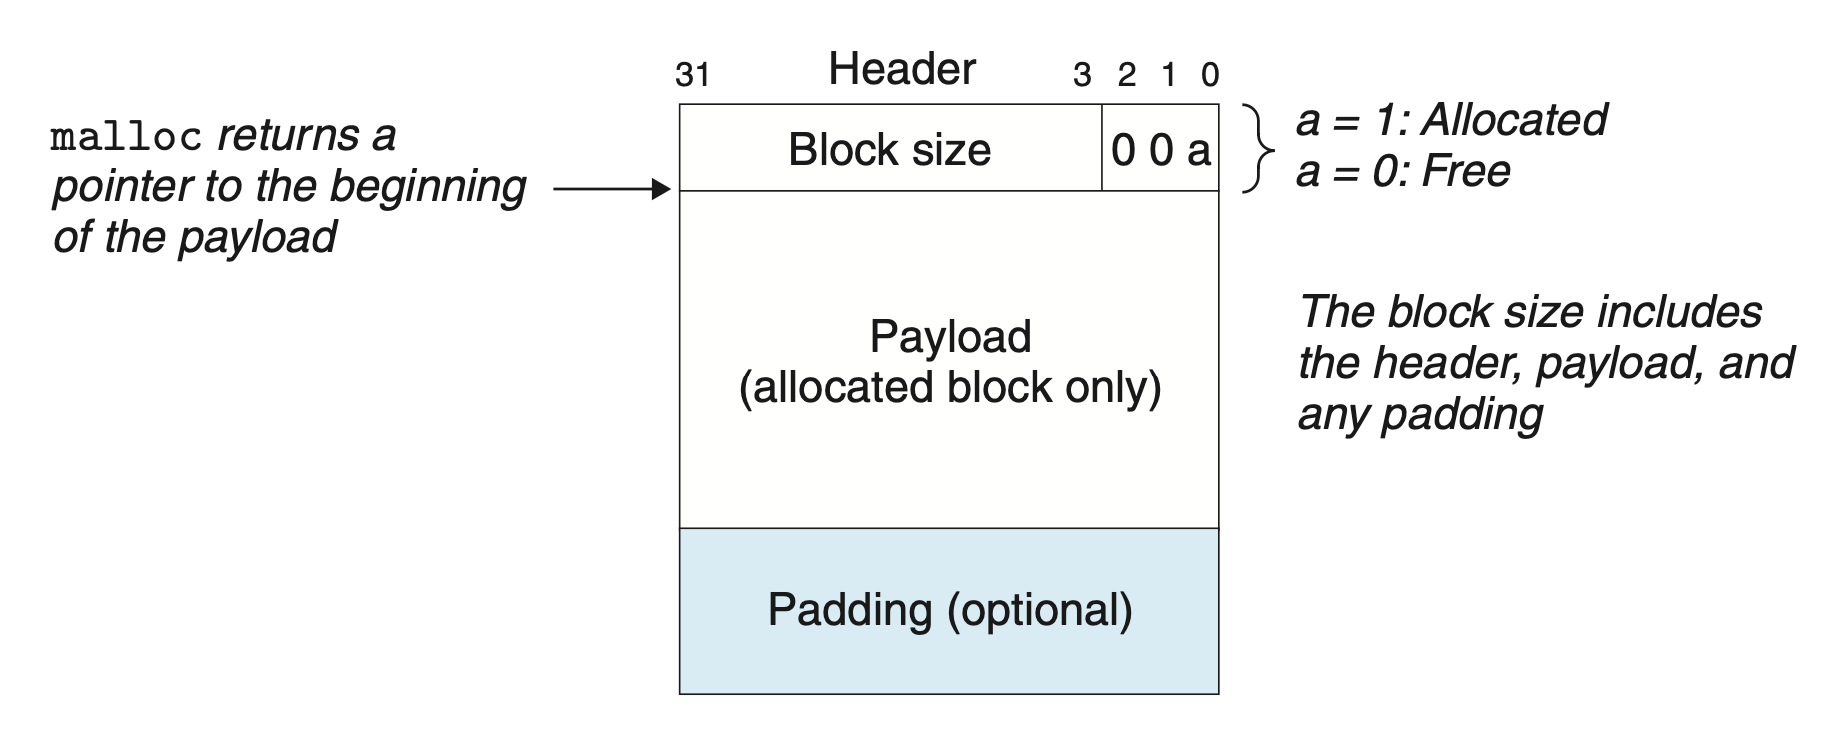 31 Header 3 2 1 0
malloc returns a
pointer to the beginning
of the payload
Block size 0 0 a
a = 1: Allocated
a = 0: Free
Payload
(allocated block only)
The block size includes
the header, payload, and
any padding
Padding (optional)